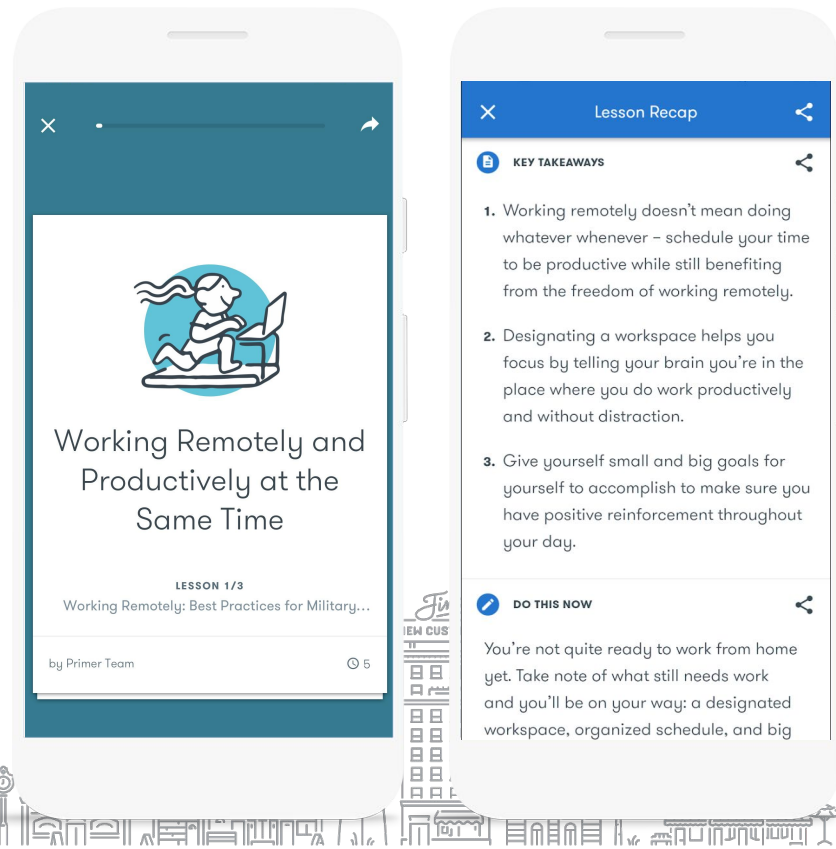 Working Remotely and
Productively at the
Same Time
LESSON 1/3
Working Remotely: Best Practices for Military...
by Primer Team
5
Lesson Recap
KEY TAKEAWAYS
1. Working remotely doesn't mean doing
whatever whenever – schedule your time
to be productive while still benefiting
from the freedom of working remotely.
2. Designating a workspace helps you
focus by telling your brain you're in the
place where you do work productively
and without distraction.
3. Give yourself small and big goals for
yourself to accomplish to make sure you
have positive reinforcement throughout
your day.
DO THIS NOW
You're not quite ready to work from home
yet. Take note of what still needs work
and you'll be on your way: a designated
workspace, organized schedule, and big